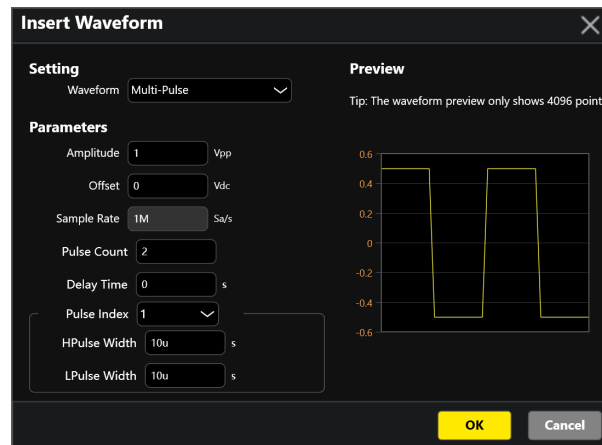 Insert Waveform
Setting
Waveform Multi-Pulse
Parameters
Amplitude 1 Vpp
Offset 0 Vdc
Sample Rate 1M Sa/s
Pulse Count 2
Delay Time 0 s
Pulse Index 1
HPulse Width 10u s
LPulse Width 10u s
Preview
Tip: The waveform preview only shows 4096 point
0.6
0.4
0.2
0
-0.2
-0.4
-0.6
OK Cancel